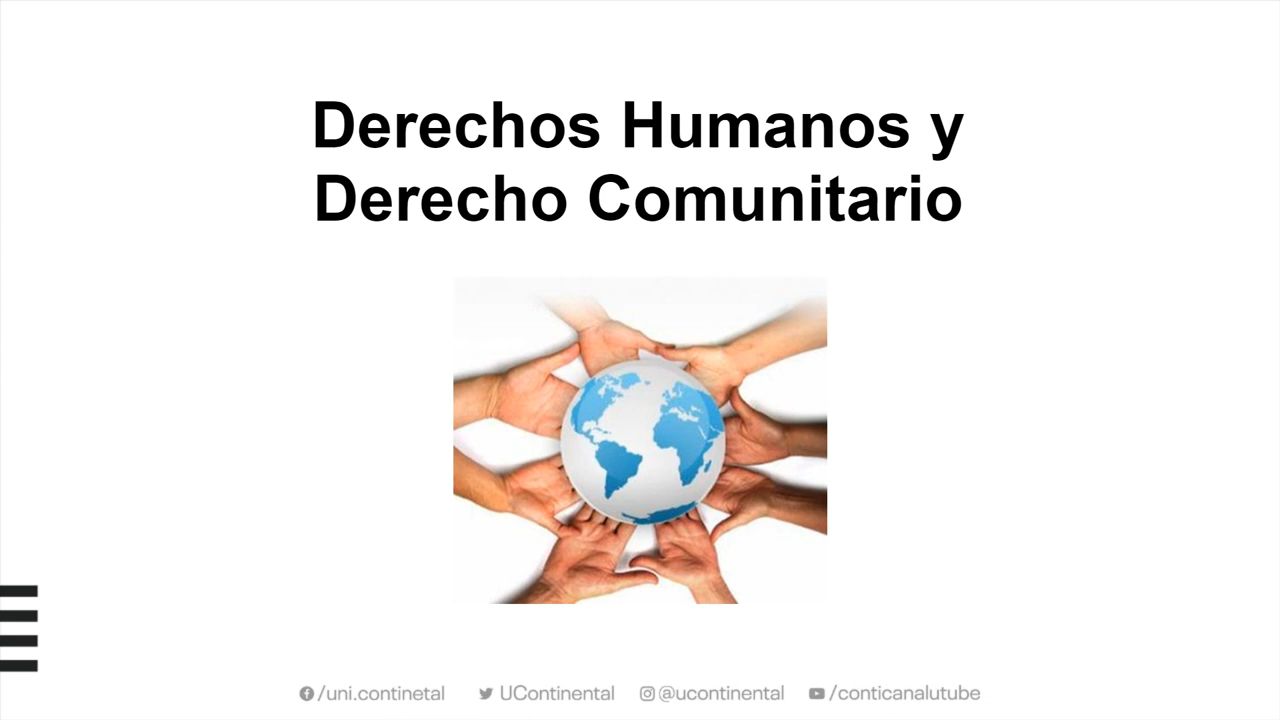 Derechos Humanos y
Derecho Comunitario
/uni.continetal UContinental @ucontinental /conticanalutube